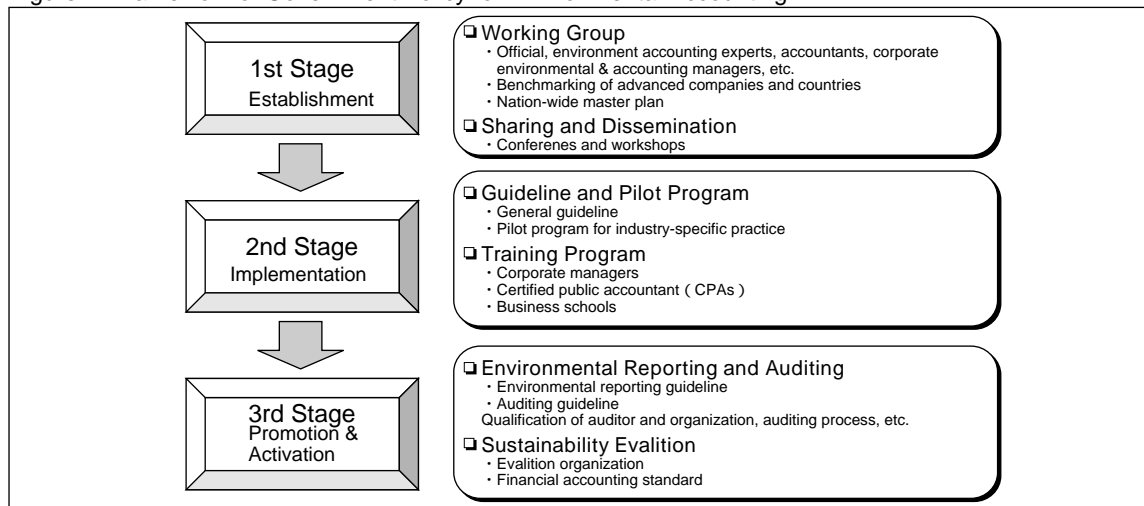 1st Stage
Establishment
❏ Working Group
・Official, environment accounting experts, accountants, corporate
environmental & accounting managers, etc.
・Benchmarking of advanced companies and countries
・Nation-wide master plan
❏ Sharing and Dissemination
・Conferenes and workshops
2nd Stage
Implementation
❏ Guideline and Pilot Program
・General guideline
・Pilot program for industry-specific practice
❏ Training Program
・Corporate managers
・Certified public accountant ( CPAs )
・Business schools
3rd Stage
Promotion &
Activation
❏ Environmental Reporting and Auditing
・Environmental reporting guideline
・Auditing guideline
Qualification of auditor and organization, auditing process, etc.
❏ Sustainability Evalition
・Evalition organization
・Financial accounting standard